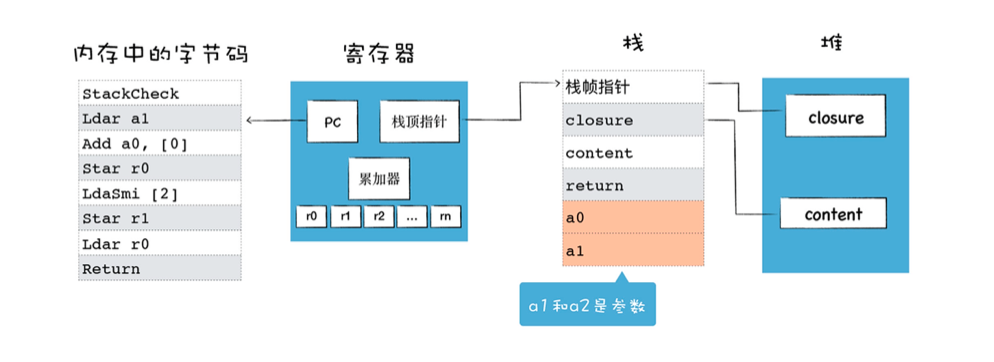 内存中的字节码
StackCheck
Ldar a1
Add a0, [0]
Star r0
LdaSmi [2]
Star r1
Ldar r0
Return
寄存器
PC
栈顶指针
累加器
r0 r1 r2 ... rn
栈
栈帧指针
closure
content
return
a0
a1
a1和a2是参数
堆
closure
content